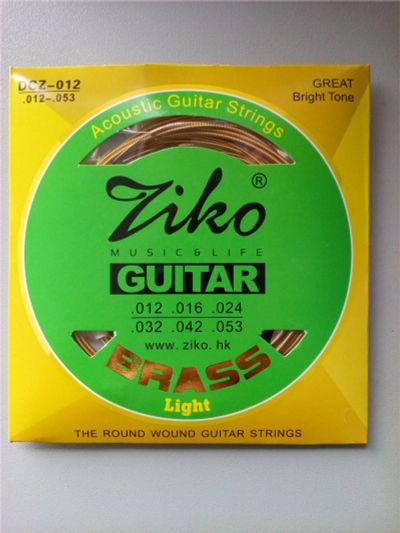 DCZ-012
.012-.053
GREAT
Bright Tone
Acoustic Guitar Strings
Ziko ®
MUSIC & LIFE
GUITAR
.012 .016 .024
.032 .042 .053
www. ziko. hk
BRASS
Light
THE ROUND WOUND GUITAR STRINGS